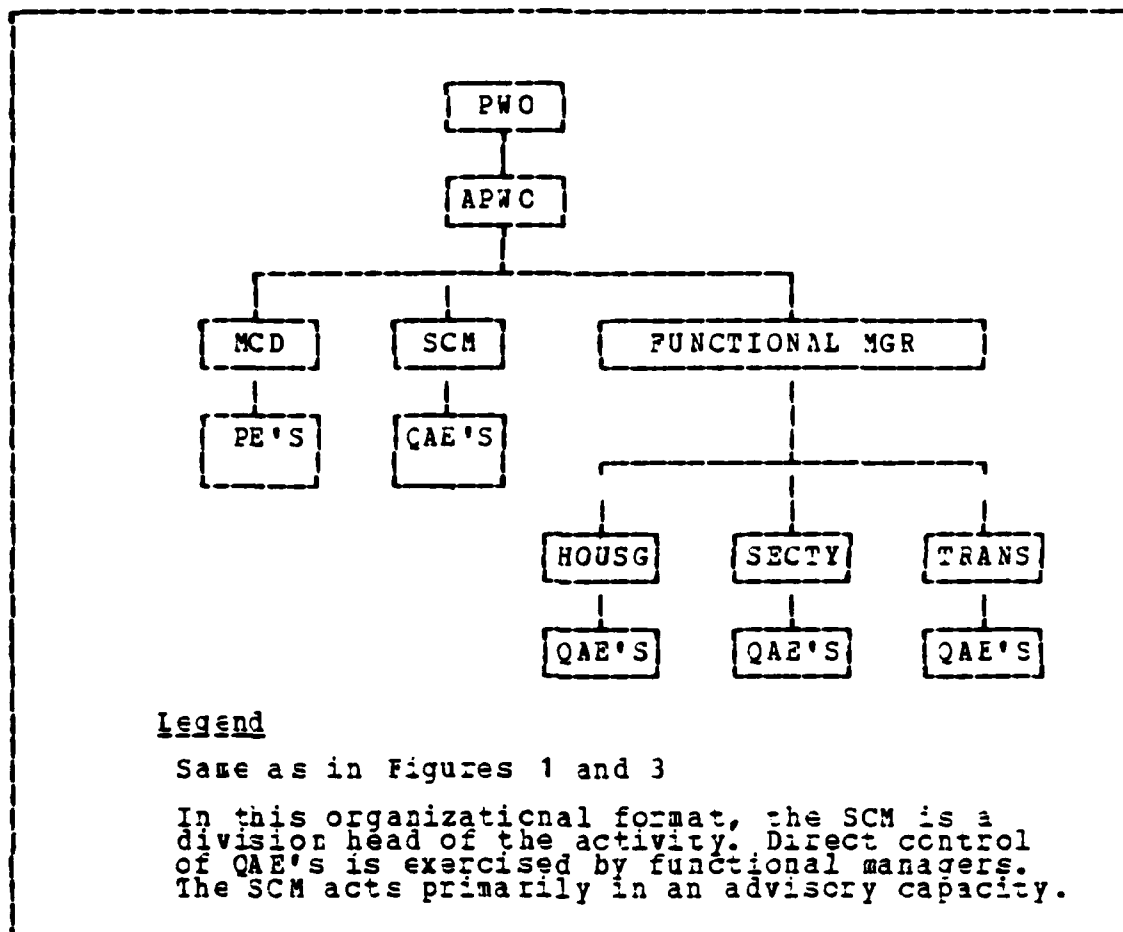 PWO
APWC
MCD SCM FUNCTIONAL MGR
PE'S QAE'S
HOUSG SECTY TRANS
QAE'S QAE'S QAE'S
Legend
Same as in Figures 1 and 3
In this organizational format, the SCM is a
division head of the activity. Direct control
of QAE's is exercised by functional managers.
The SCM acts primarily in an advisory capacity.